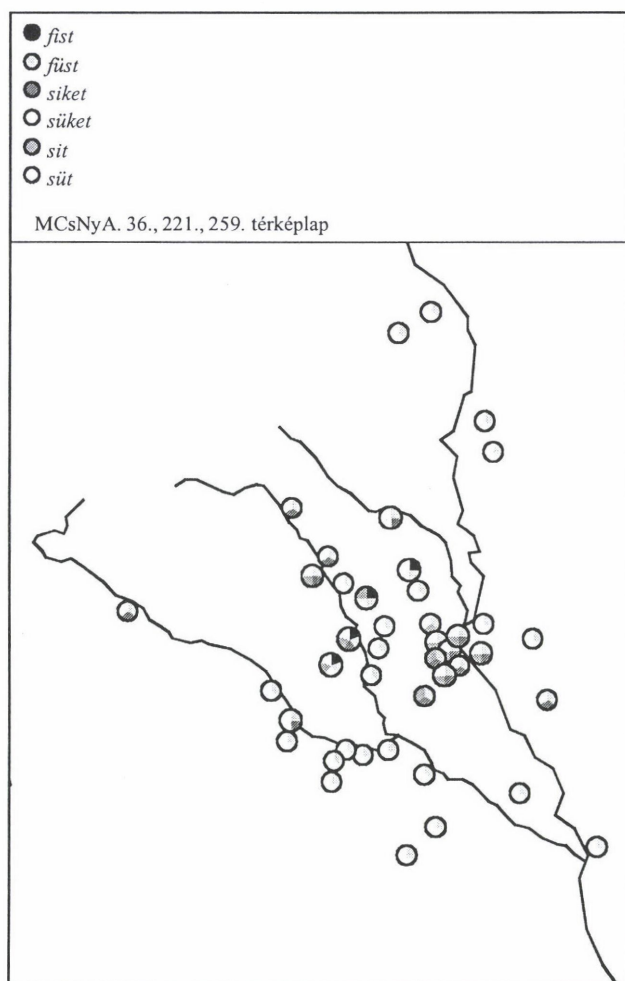 fist
füst
siket
süket
sit
süt
MCsNyA. 36., 221., 259. térképlap